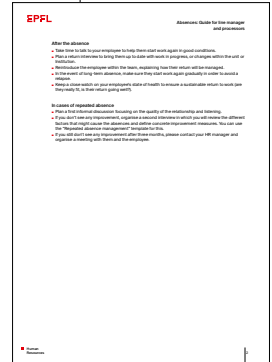 EPFL
Absences: Guide for line manager
and processors
After the absence
Take time to talk to your employee to help them start work again in good conditions.
Plan a return interview to bring them up to date with work in progress, or changes within the unit or
institution.
Reintroduce the employee within the team, explaining how their return will be managed.
In the event of long-term absence, make sure they start work again gradually in order to avoid a
relapse.
Keep a close watch on your employee's state of health to ensure a sustainable return to work (are
they really fit, is their return going well?).
In cases of repeated absence
Plan a first informal discussion focusing on the quality of the relationship and listening.
If you don't see any improvement, organise a second interview in which you will review the different
factors that might cause the absences and define concrete improvement measures. You can use
the "Repeated absence management" template for this.
If you still don't see any improvement after three months, please contact your HR manager and
organise a meeting with them and the employee.
Human
Resources